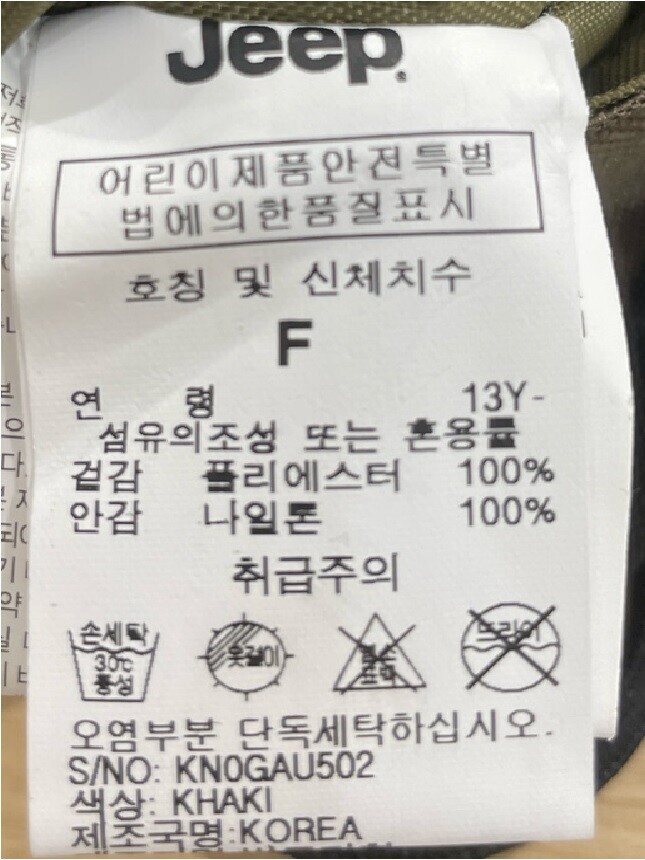 Jeep
어린이제품안전특별
법에의한품질표시
호칭 및 신체치수
F
연 령 13Y-
섬유의조성 또는 혼용률
겉감 폴리에스터 100%
안감 나일론 100%
취급주의
손세탁 30℃ 중성
옷걸이
드라이
오염부분 단독세탁하십시오.
S/NO: KN0GAU502
색상: KHAKI
제조국명:KOREA